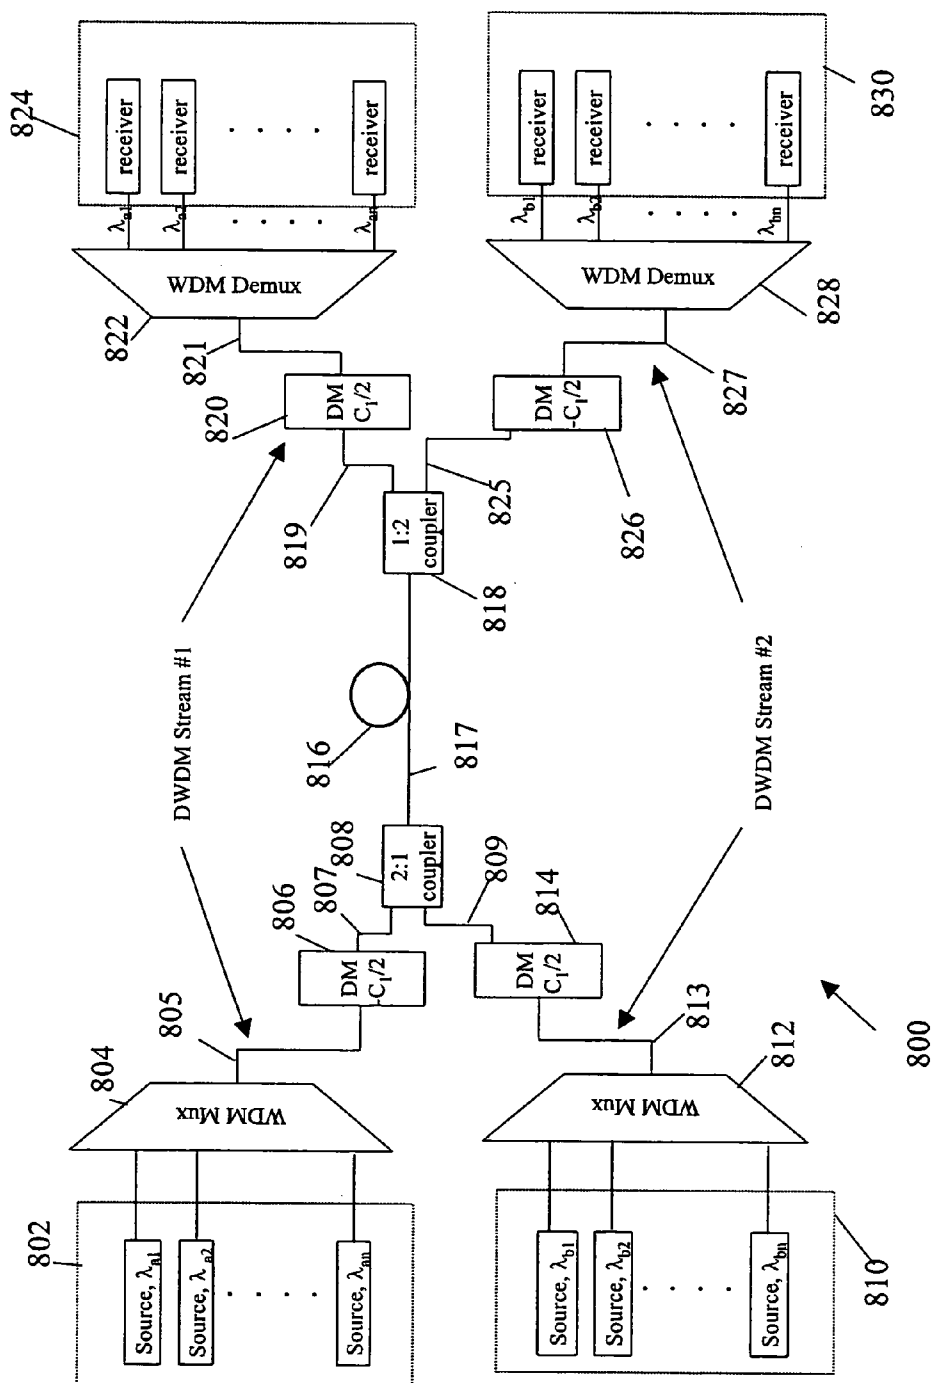 824
receiver
receiver
. . . .
receiver
λa1
λa2
. . . .
λan
WDM Demux
822
821
820
DM
C1/2
819
830
receiver
receiver
. . . .
receiver
λb1
λb2
. . . .
λbn
WDM Demux
828
827
DM
-C1/2
826
825
1:2
coupler
818
DWDM Stream #1
816
817
DWDM Stream #2
808
2:1
coupler
807
806
DM
-C1/2
809
814
DM
C1/2
805
804
WDM Mux
813
812
WDM Mux
800
802
Source, λa1
Source, λa2
. . . .
Source, λan
810
Source, λb1
Source, λb2
. . . .
Source, λbn